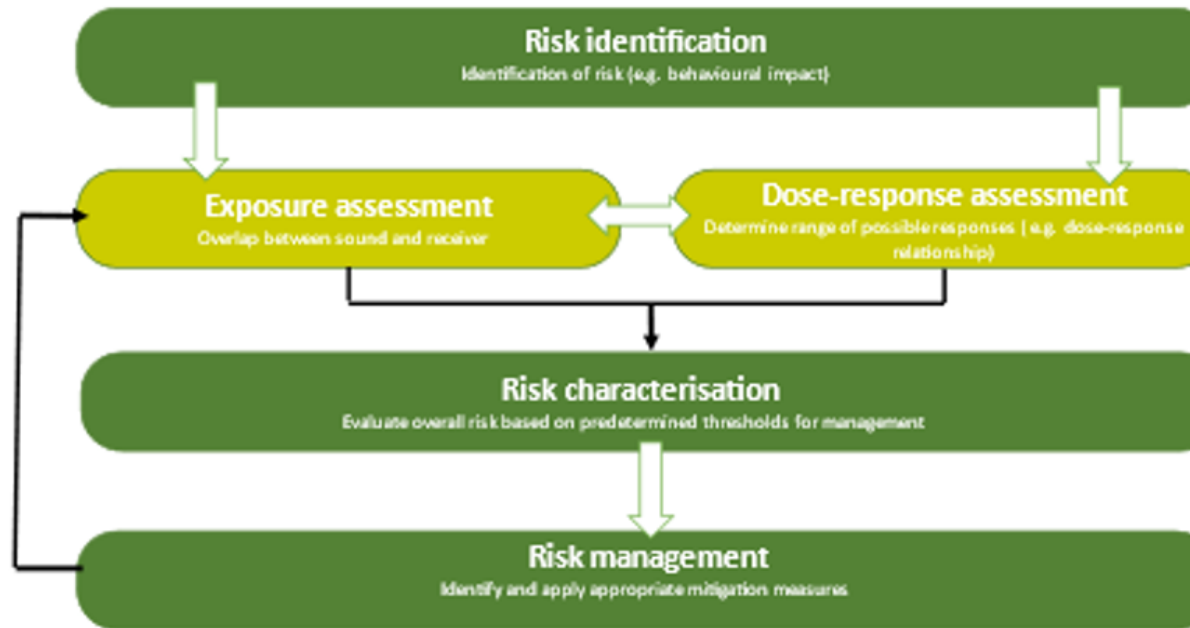 Risk identification
Identification of risk (e.g. behavioural impact)
Exposure assessment
Overlap between sound and receiver
Dose-response assessment
Determine range of possible responses ( e.g. dose-response
relationship)
Risk characterisation
Evaluate overall risk based on predetermined thresholds for management
Risk management
Identify and apply appropriate mitigation measures